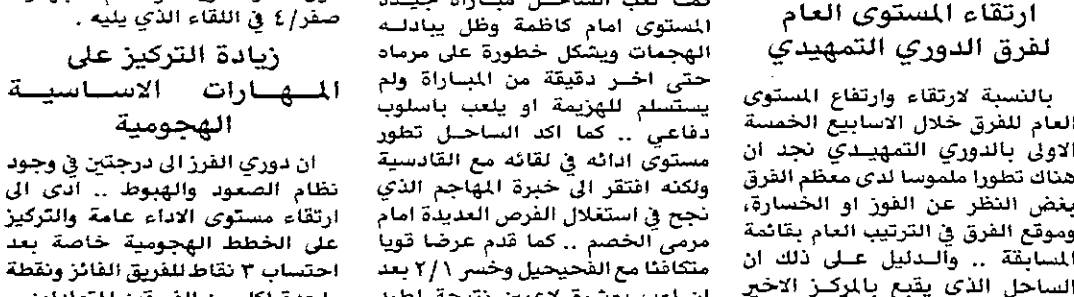 ارتقاء المستوى العام
لفرق الدوري التمهيدي
بالنسبة لارتقاء وارتفاع المستوى
العام للفرق خلال الاسابيع الخمسة
الاولى بالدوري التمهيدي نجد ان
هناك تطورا ملموسا لدى معظم الفرق
بغض النظر عن الفوز او الخسارة،
وموقع الفرق في الترتيب العام بقائمة
المسابقة .. والدليل على ذلك ان
الساحل الذي يقبع بالمركز الاخير
كما لعب الساحل مباراة جيدة
المستوى امام كاظمة وظل يبادله
الهجمات ويشكل خطورة على مرماه
حتى اخر دقيقة من المباراة ولم
يستسلم للهزيمة او يلعب باسلوب
دفاعي .. كما اكد الساحل تطور
مستوى ادائه في لقائه مع القادسية
ولكنه افتقر الى خبرة المهاجم الذي
نجح في استغلال الفرص العديدة امام
مرمى الخصم .. كما قدم عرضا قويا
متكافئا مع الفحيحيل وخسر ٢/١ بعد
صفر/٤ في اللقاء الذي يليه .
زيادة التركيز على
المهارات الاساسية
الهجومية
ان دوري الفرز الى درجتين في وجود
نظام الصعود والهبوط .. ادى الى
ارتقاء مستوى الاداء عامة والتركيز
على الخطط الهجومية خاصة بعد
احتساب ٣ نقاط للفريق الفائز ونقطة